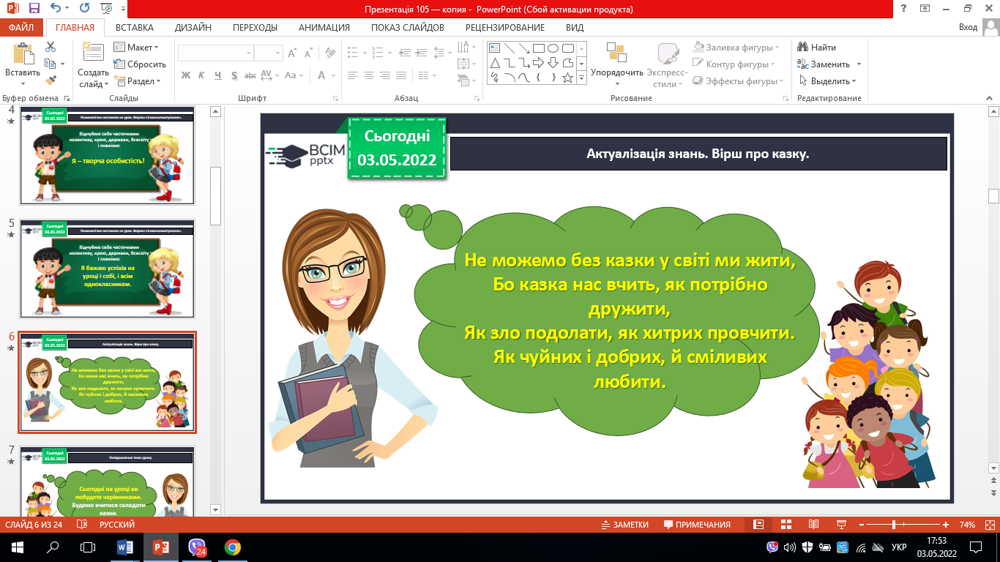 Презентація 105 — копия - PowerPoint (Сбой активации продукта)
ФАЙЛ ГЛАВНАЯ ВСТАВКА ДИЗАЙН ПЕРЕХОДЫ АНИМАЦИЯ ПОКАЗ СЛАЙДОВ РЕЦЕНЗИРОВАНИЕ ВИД Вход
Вставить
Буфер обмена
Создать слайд
Макет
Сбросить
Раздел
Слайды
Ж К Ч S abc AV Aa А
Шрифт
Абзац
Упорядочить
Экспресс-стили
Заливка фигуры
Контур фигуры
Эффекты фигуры
Рисование
Найти
Заменить
Выделить
Редактирование
4
Сьогодні
03.05.2022
Психологічна настанова на урок. Вправа «Самоналаштування».
Відчуймо себе часточками
колективу, краю, держави, Всесвіту
і скажімо:
Я – творча особистість!
5
Сьогодні
03.05.2022
Психологічна настанова на урок. Вправа «Самоналаштування».
Відчуймо себе часточками
колективу, краю, держави, Всесвіту
і скажімо:
Я бажаю успіхів на
уроці і собі, і всім
однокласникам.
6
Сьогодні
03.05.2022
Актуалізація знань. Вірш про казку.
Не можемо без казки у світі ми жити,
Бо казка нас вчить, як потрібно
дружити,
Як зло подолати, як хитрих провчити.
Як чуйних і добрих, й сміливих
любити.
7
Сьогодні
03.05.2022
Повідомлення теми уроку.
Сьогодні на уроці ви
побудете чарівниками.
Будемо вчитися складати
казки.
ВСІМ
pptx
Сьогодні
03.05.2022
Актуалізація знань. Вірш про казку.
Не можемо без казки у світі ми жити,
Бо казка нас вчить, як потрібно
дружити,
Як зло подолати, як хитрих провчити.
Як чуйних і добрих, й сміливих
любити.
СЛАЙД 6 ИЗ 24 РУССКИЙ ЗАМЕТКИ ПРИМЕЧАНИЯ 74%
24
УКР
17:53
03.05.2022